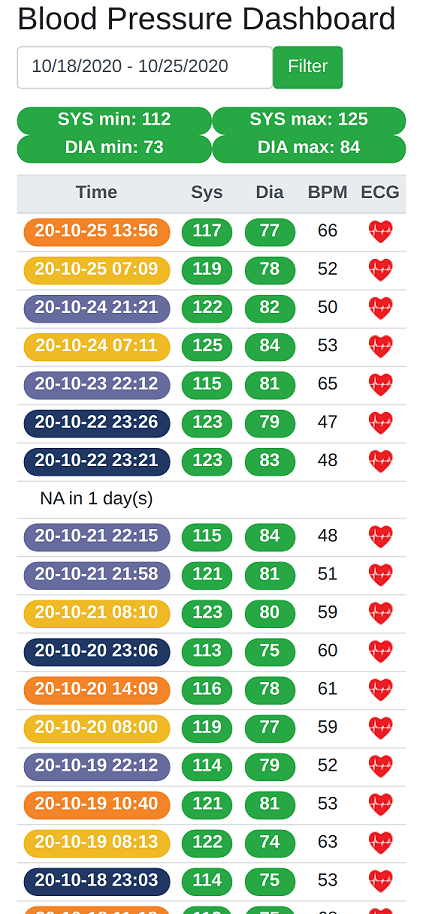 Blood Pressure Dashboard
10/18/2020 - 10/25/2020 Filter
SYS min: 112 SYS max: 125
DIA min: 73 DIA max: 84
Time Sys Dia BPM ECG
20-10-25 13:56 117 77 66
20-10-25 07:09 119 78 52
20-10-24 21:21 122 82 50
20-10-24 07:11 125 84 53
20-10-23 22:12 115 81 65
20-10-22 23:26 123 79 47
20-10-22 23:21 123 83 48
NA in 1 day(s)
20-10-21 22:15 115 84 48
20-10-21 21:58 121 81 51
20-10-21 08:10 123 80 59
20-10-20 23:06 113 75 60
20-10-20 14:09 116 78 61
20-10-20 08:00 119 77 59
20-10-19 22:12 114 79 52
20-10-19 10:40 121 81 53
20-10-19 08:13 122 74 63
20-10-18 23:03 114 75 53